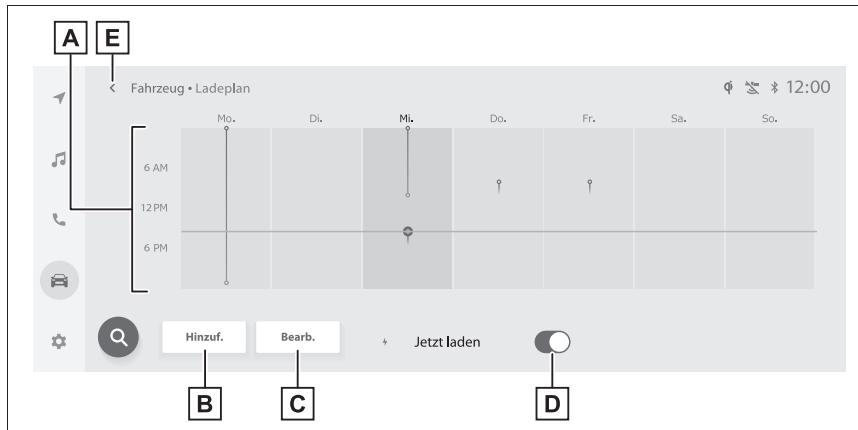 A E
Fahrzeug • Ladeplan 12:00
Mo. Di. Mi. Do. Fr. Sa. So.
6 AM
12 PM
6 PM
Hinzuf. Bearb. Jetzt laden
B C D